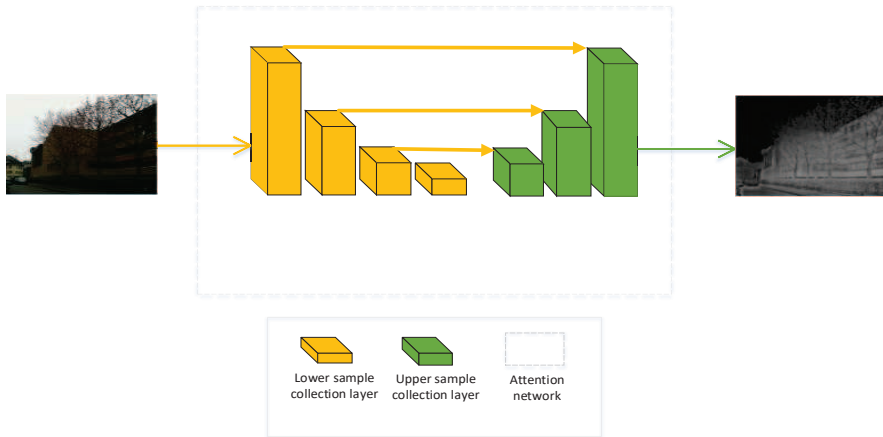 Lower sample
collection layer
Upper sample
collection layer
Attention
network